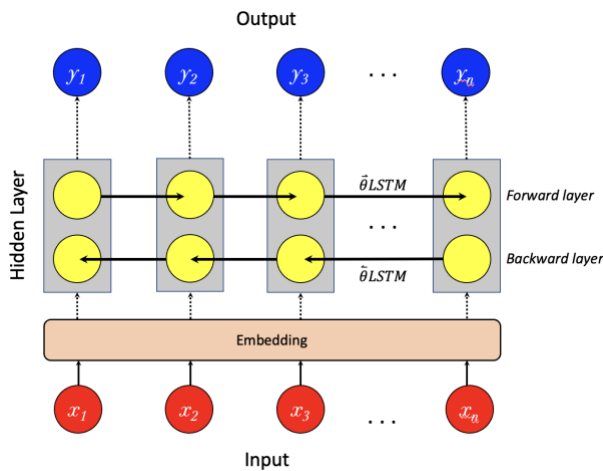 Output
y₁ y₂ y₃ ... yₙ
Hidden Layer
θ⃗LSTM
Forward layer
...
Backward layer
θ⃖LSTM
Embedding
x₁ x₂ x₃ ... xₙ
Input